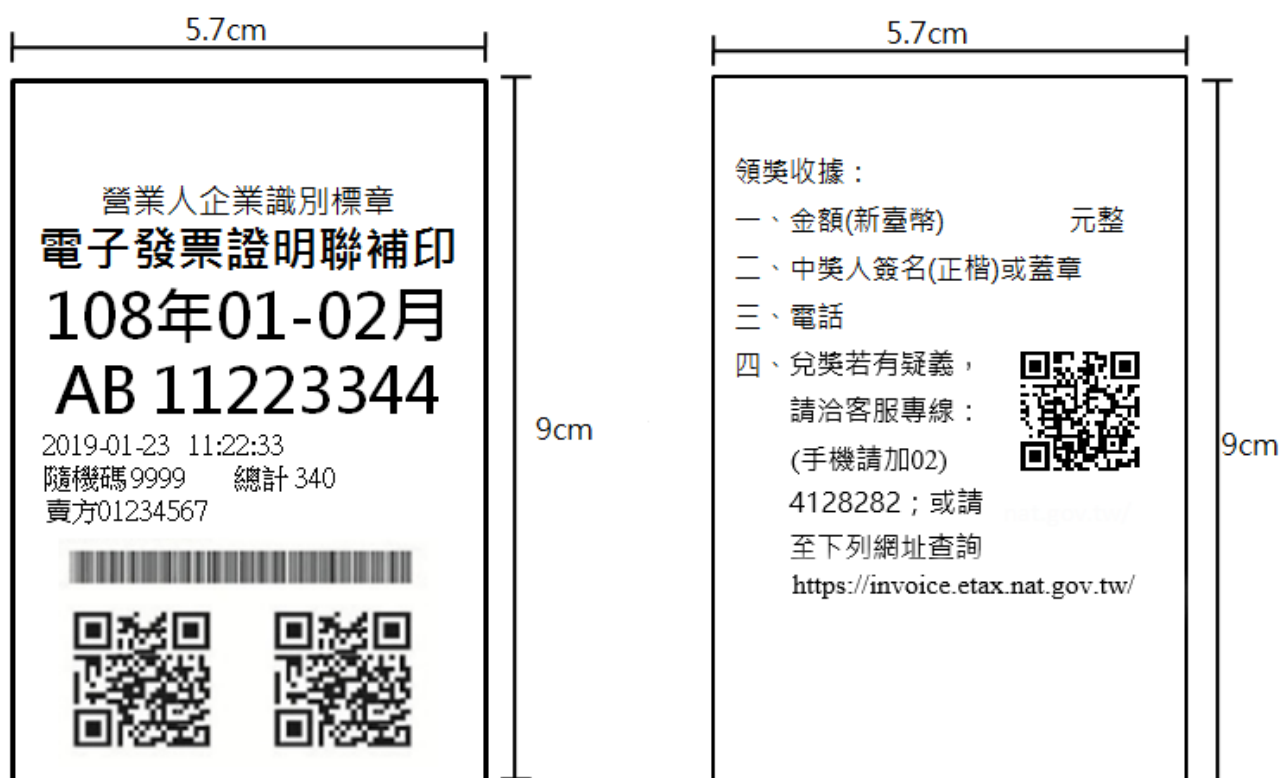 5.7cm
營業人企業識別標章
電子發票證明聯補印
108年01-02月
AB 11223344
2019-01-23 11:22:33
隨機碼9999 總計340
賣方01234567
9cm
5.7cm
領獎收據：
一、金額(新臺幣) 元整
二、中獎人簽名(正楷)或蓋章
三、電話
四、兌獎若有疑義，
請洽客服專線：
(手機請加02)
4128282；或請
nat.gov.tw/
至下列網址查詢
https://invoice.etax.nat.gov.tw/
9cm